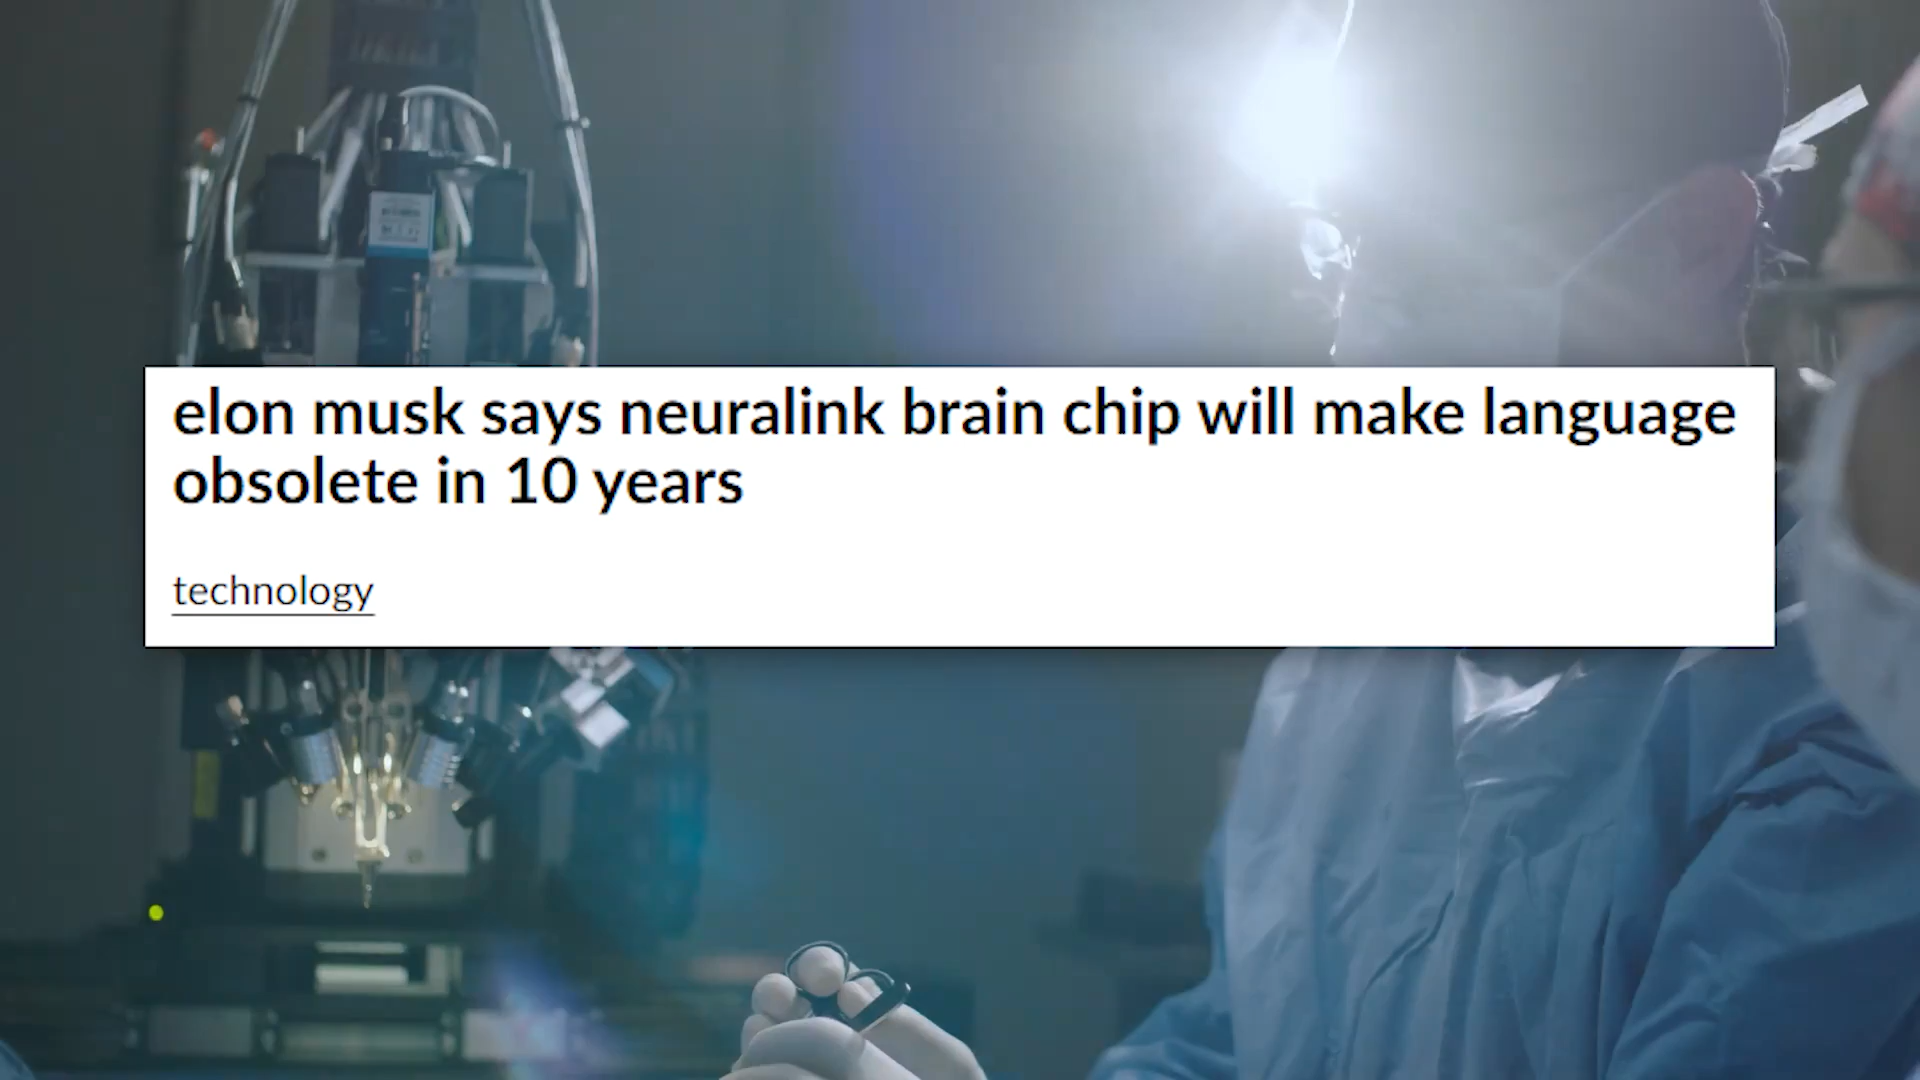 elon musk says neuralink brain chip will make language
obsolete in 10 years
technology